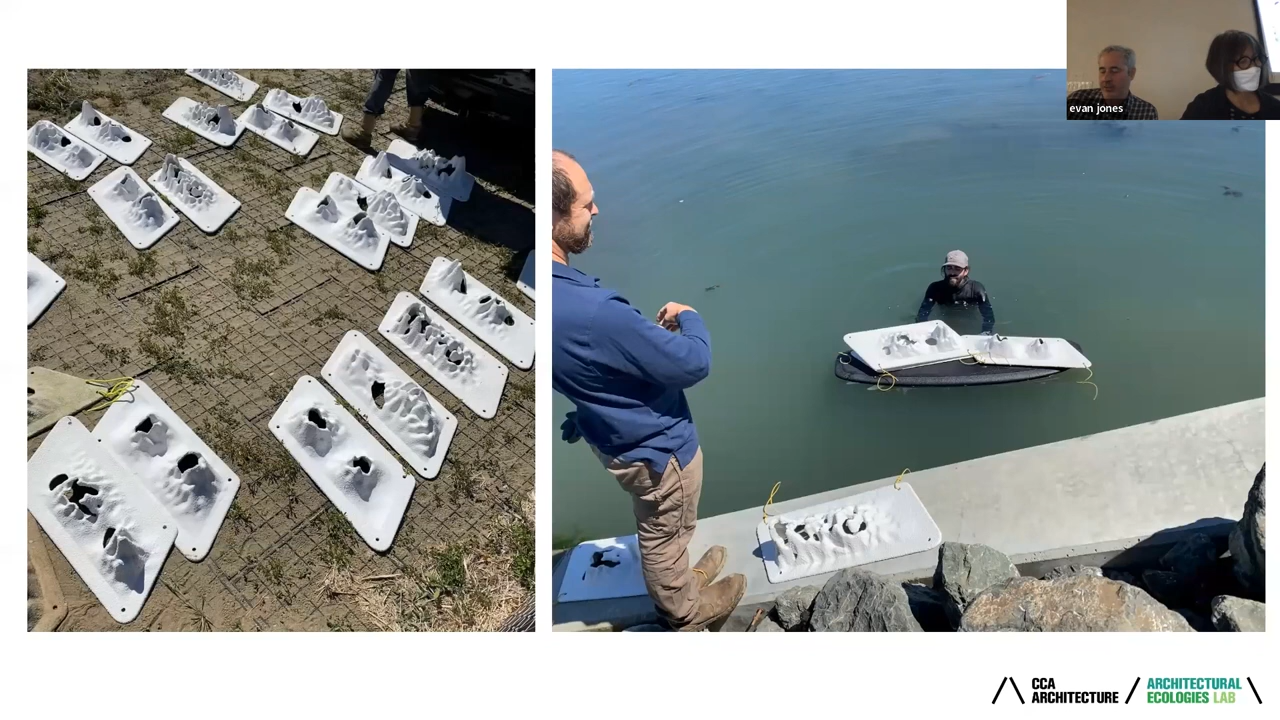 evan jones
CCA
ARCHITECTURE
ARCHITECTURAL
ECOLOGIES LAB